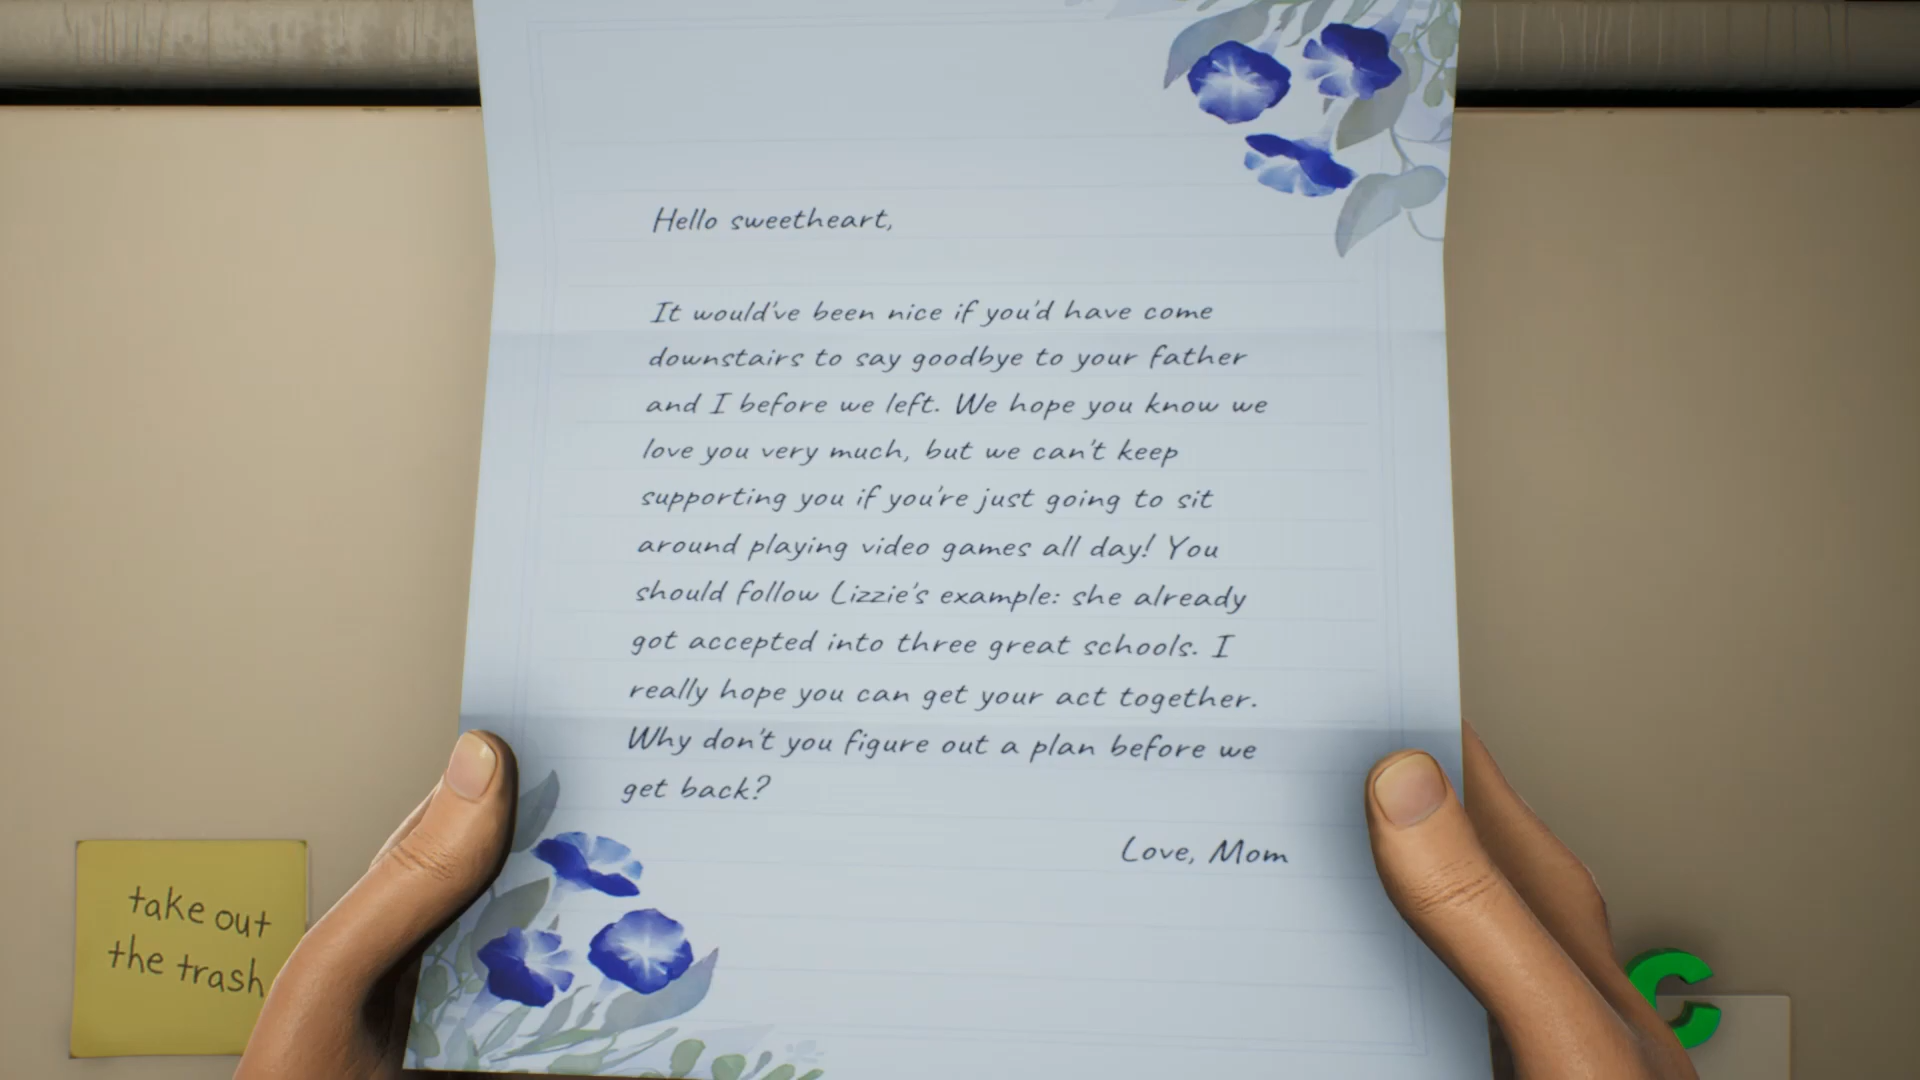 Hello sweetheart,
It would've been nice if you'd have come
downstairs to say goodbye to your father
and I before we left. We hope you know we
love you very much, but we can't keep
supporting you if you're just going to sit
around playing video games all day! You
should follow Lizzie's example: she already
got accepted into three great schools. I
really hope you can get your act together.
Why don't you figure out a plan before we
get back?
Love, Mom
take out
the trash
C